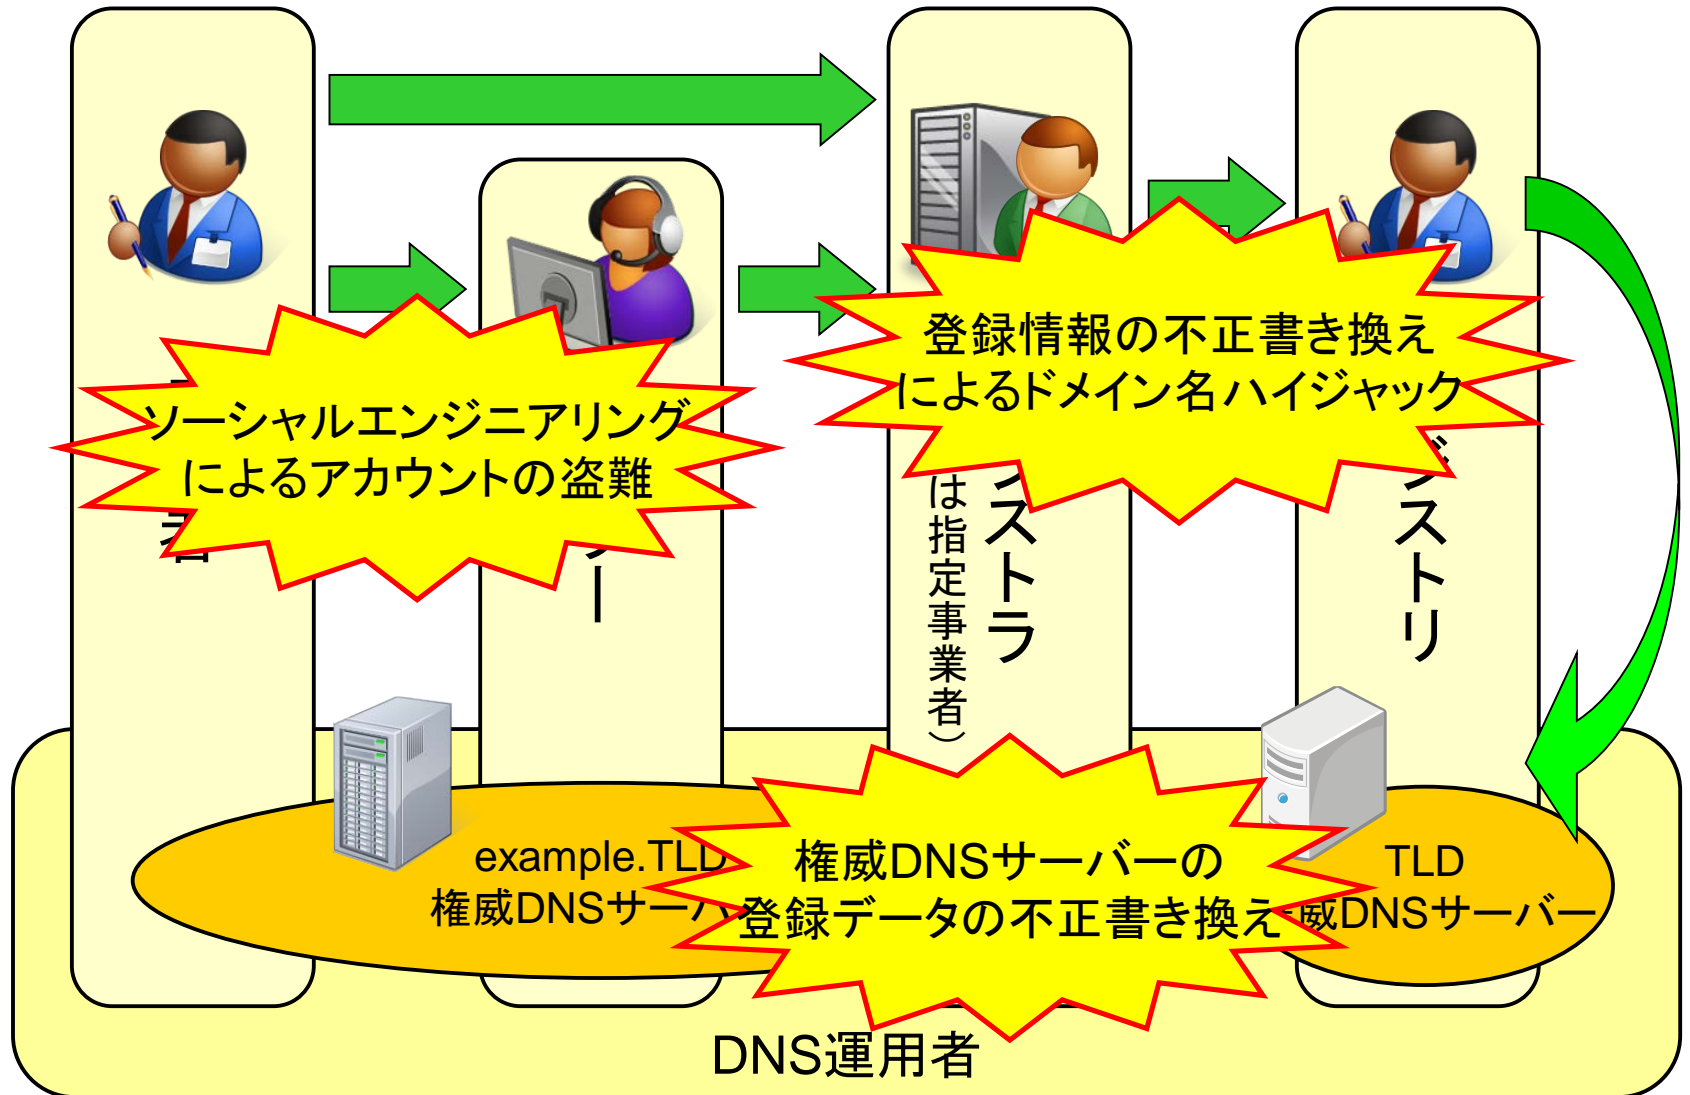 ソーシャルエンジニアリング
によるアカウントの盗難
登録情報の不正書き換え
によるドメイン名ハイジャック
者
ー
ストラ
は指定事業者）
ストリ
example.TLD
権威DNSサーバ
権威DNSサーバーの
登録データの不正書き換え
TLD
威DNSサーバー
DNS運用者